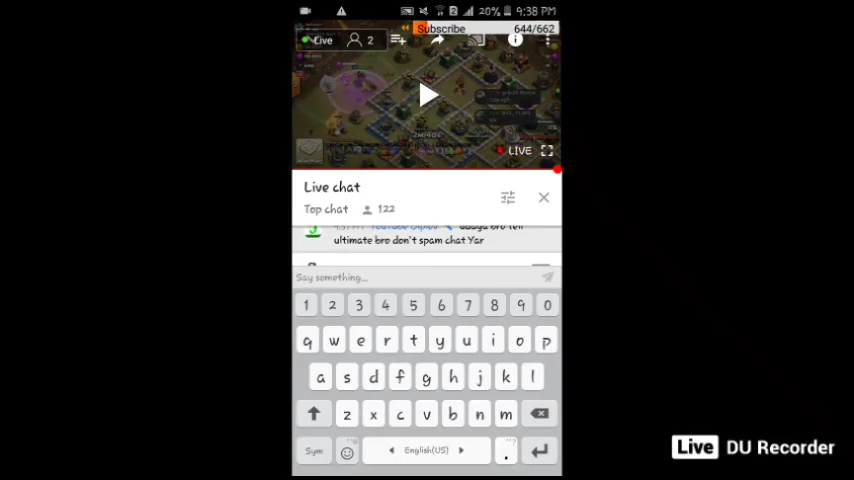 20% 9:38 PM
Subscribe 644/662
Live 2
LIVE
Live chat
Top chat 122
ultimate bro don't spam chat Yar
Say something...
1 2 3 4 5 6 7 8 9 0
q w e r t y u i o p
a s d f g h j k l
z x c v b n m
Sym English(US) .
Live DU Recorder